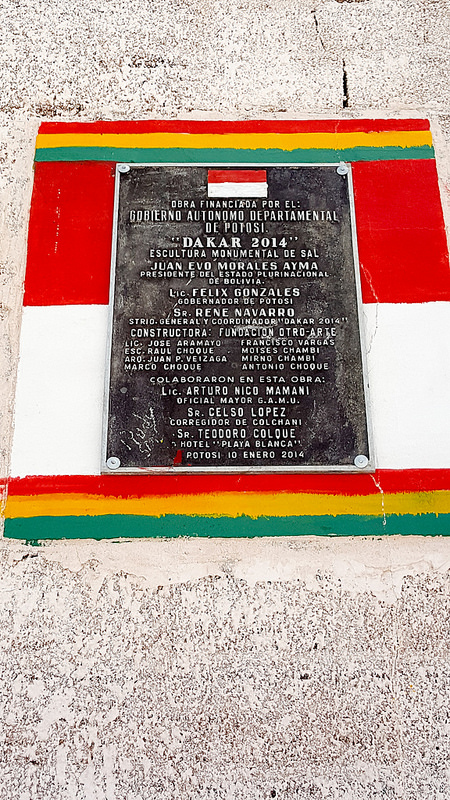 OBRA FINANCIADA POR EL:
GOBIERNO AUTONOMO DEPARTAMENTAL
DE POTOSI.
"DAKAR 2014"
ESCULTURA MONUMENTAL DE SAL
JUAN EVO MORALES AYMA
PRESIDENTE DEL ESTADO PLURINACIONAL
DE BOLIVIA.
Lic. FELIX GONZALES
GOBERNADOR DE POTOSI
Sr. RENE NAVARRO
STRIO. GENERAL Y COORDINADOR "DAKAR 2014"
CONSTRUCTORA: FUNDACION OTRO-ARTE
LIC. JOSE ARAMAYO FRANCISCO VARGAS
ESC. RAUL CHOQUE MOISES CHAMBI
ARQ. JUAN P. VEIZAGA MIRNO CHAMBI
MARCO CHOQUE ANTONIO CHOQUE
COLABORARON EN ESTA OBRA:
Lic. ARTURO NICO MAMANI
OFICIAL MAYOR G.A.M.U.
Sr. CELSO LOPEZ
CORREGIDOR DE COLCHANI
Sr. TEODORO COLQUE
HOTEL "PLAYA BLANCA"
POTOSI 10 ENERO 2014